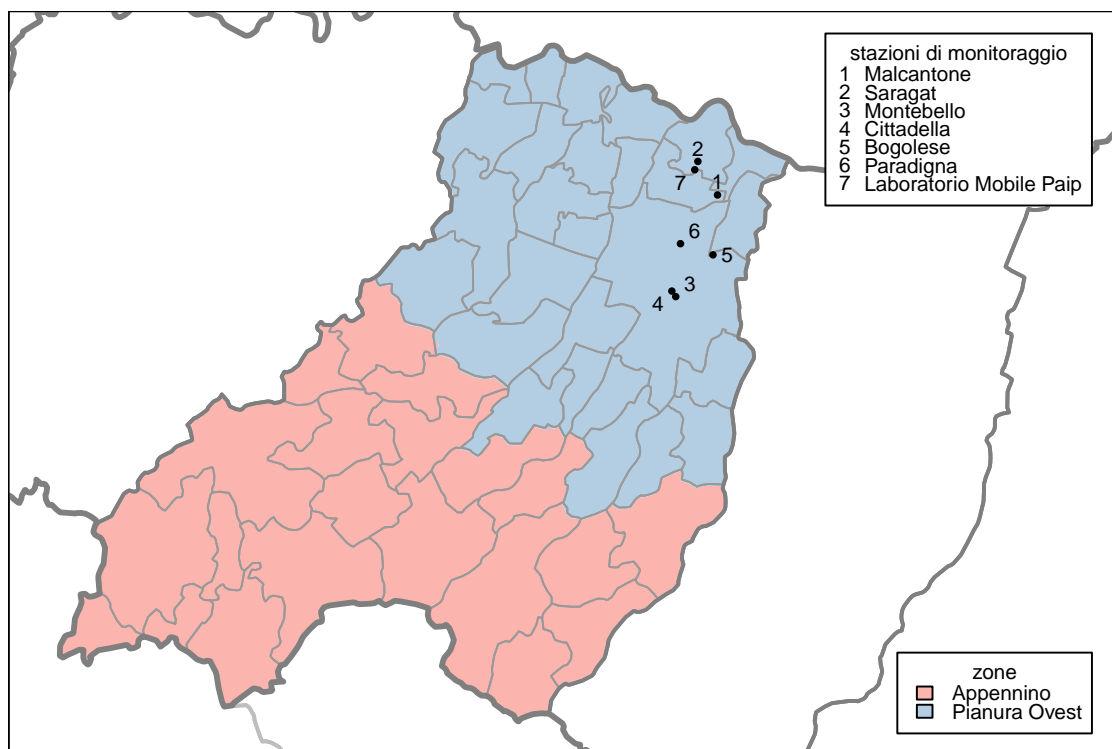 stazioni di monitoraggio
1 Malcantone
2 Saragat
3 Montebello
4 Cittadella
5 Bogolese
6 Paradigna
7 Laboratorio Mobile Paip
2
7
1
6
5
3
4
zone
Appennino
Pianura Ovest